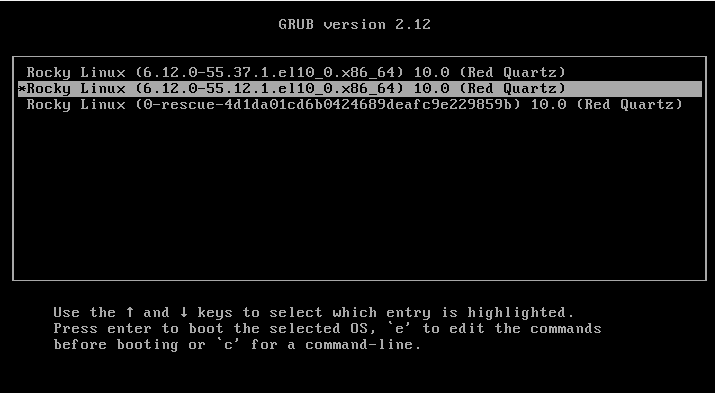 GRUB version 2.12
Rocky Linux (6.12.0-55.37.1.el10_0.x86_64) 10.0 (Red Quartz)
*Rocky Linux (6.12.0-55.12.1.el10_0.x86_64) 10.0 (Red Quartz)
Rocky Linux (0-rescue-4d1da01cd6b0424689deafc9e229859b) 10.0 (Red Quartz)
Use the ↑ and ↓ keys to select which entry is highlighted.
Press enter to boot the selected OS, `e' to edit the commands
before booting or `c' for a command-line.